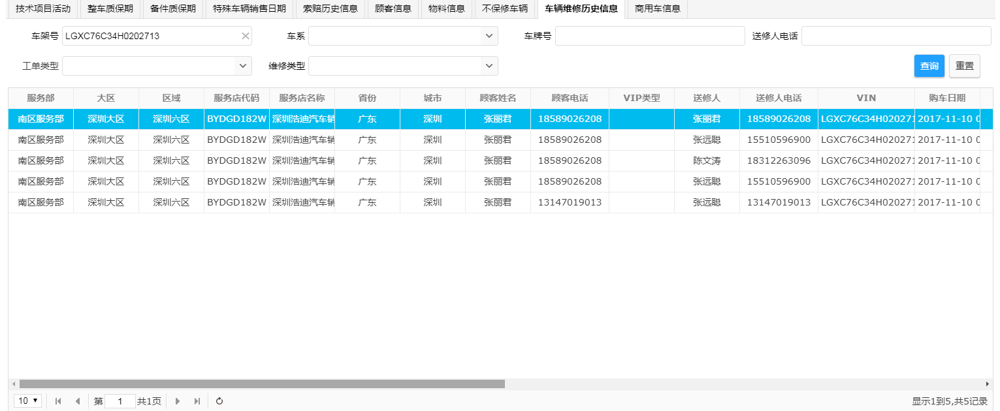 技术项目活动 整车质保期 备件质保期 特殊车辆销售日期 索赔历史信息 顾客信息 物料信息 不保修车辆 车辆维修历史信息 商用车信息
车架号 LGXC76C34H0202713 车系 车牌号 送修人电话
工单类型 维修类型 查询 重置
服务部 大区 区域 服务店代码 服务店名称 省份 城市 顾客姓名 顾客电话 VIP类型 送修人 送修人电话 VIN 购车日期
南区服务部 深圳大区 深圳六区 BYDGD182W 深圳浩迪汽车销 广东 深圳 张丽君 18589026208 张丽君 18589026208 LGXC76C34H020271 2017-11-10 0
南区服务部 深圳大区 深圳六区 BYDGD182W 深圳浩迪汽车销 广东 深圳 张丽君 18589026208 张远聪 15510596900 LGXC76C34H020271 2017-11-10 0
南区服务部 深圳大区 深圳六区 BYDGD182W 深圳浩迪汽车销 广东 深圳 张丽君 18589026208 陈文涛 18312263096 LGXC76C34H020271 2017-11-10 0
南区服务部 深圳大区 深圳六区 BYDGD182W 深圳浩迪汽车销 广东 深圳 张丽君 18589026208 张远聪 15510596900 LGXC76C34H020271 2017-11-10 0
南区服务部 深圳大区 深圳六区 BYDGD182W 深圳浩迪汽车销 广东 深圳 张丽君 13147019013 张远聪 13147019013 LGXC76C34H020271 2017-11-10 0
10 第 1 共1页 显示1到5,共5记录